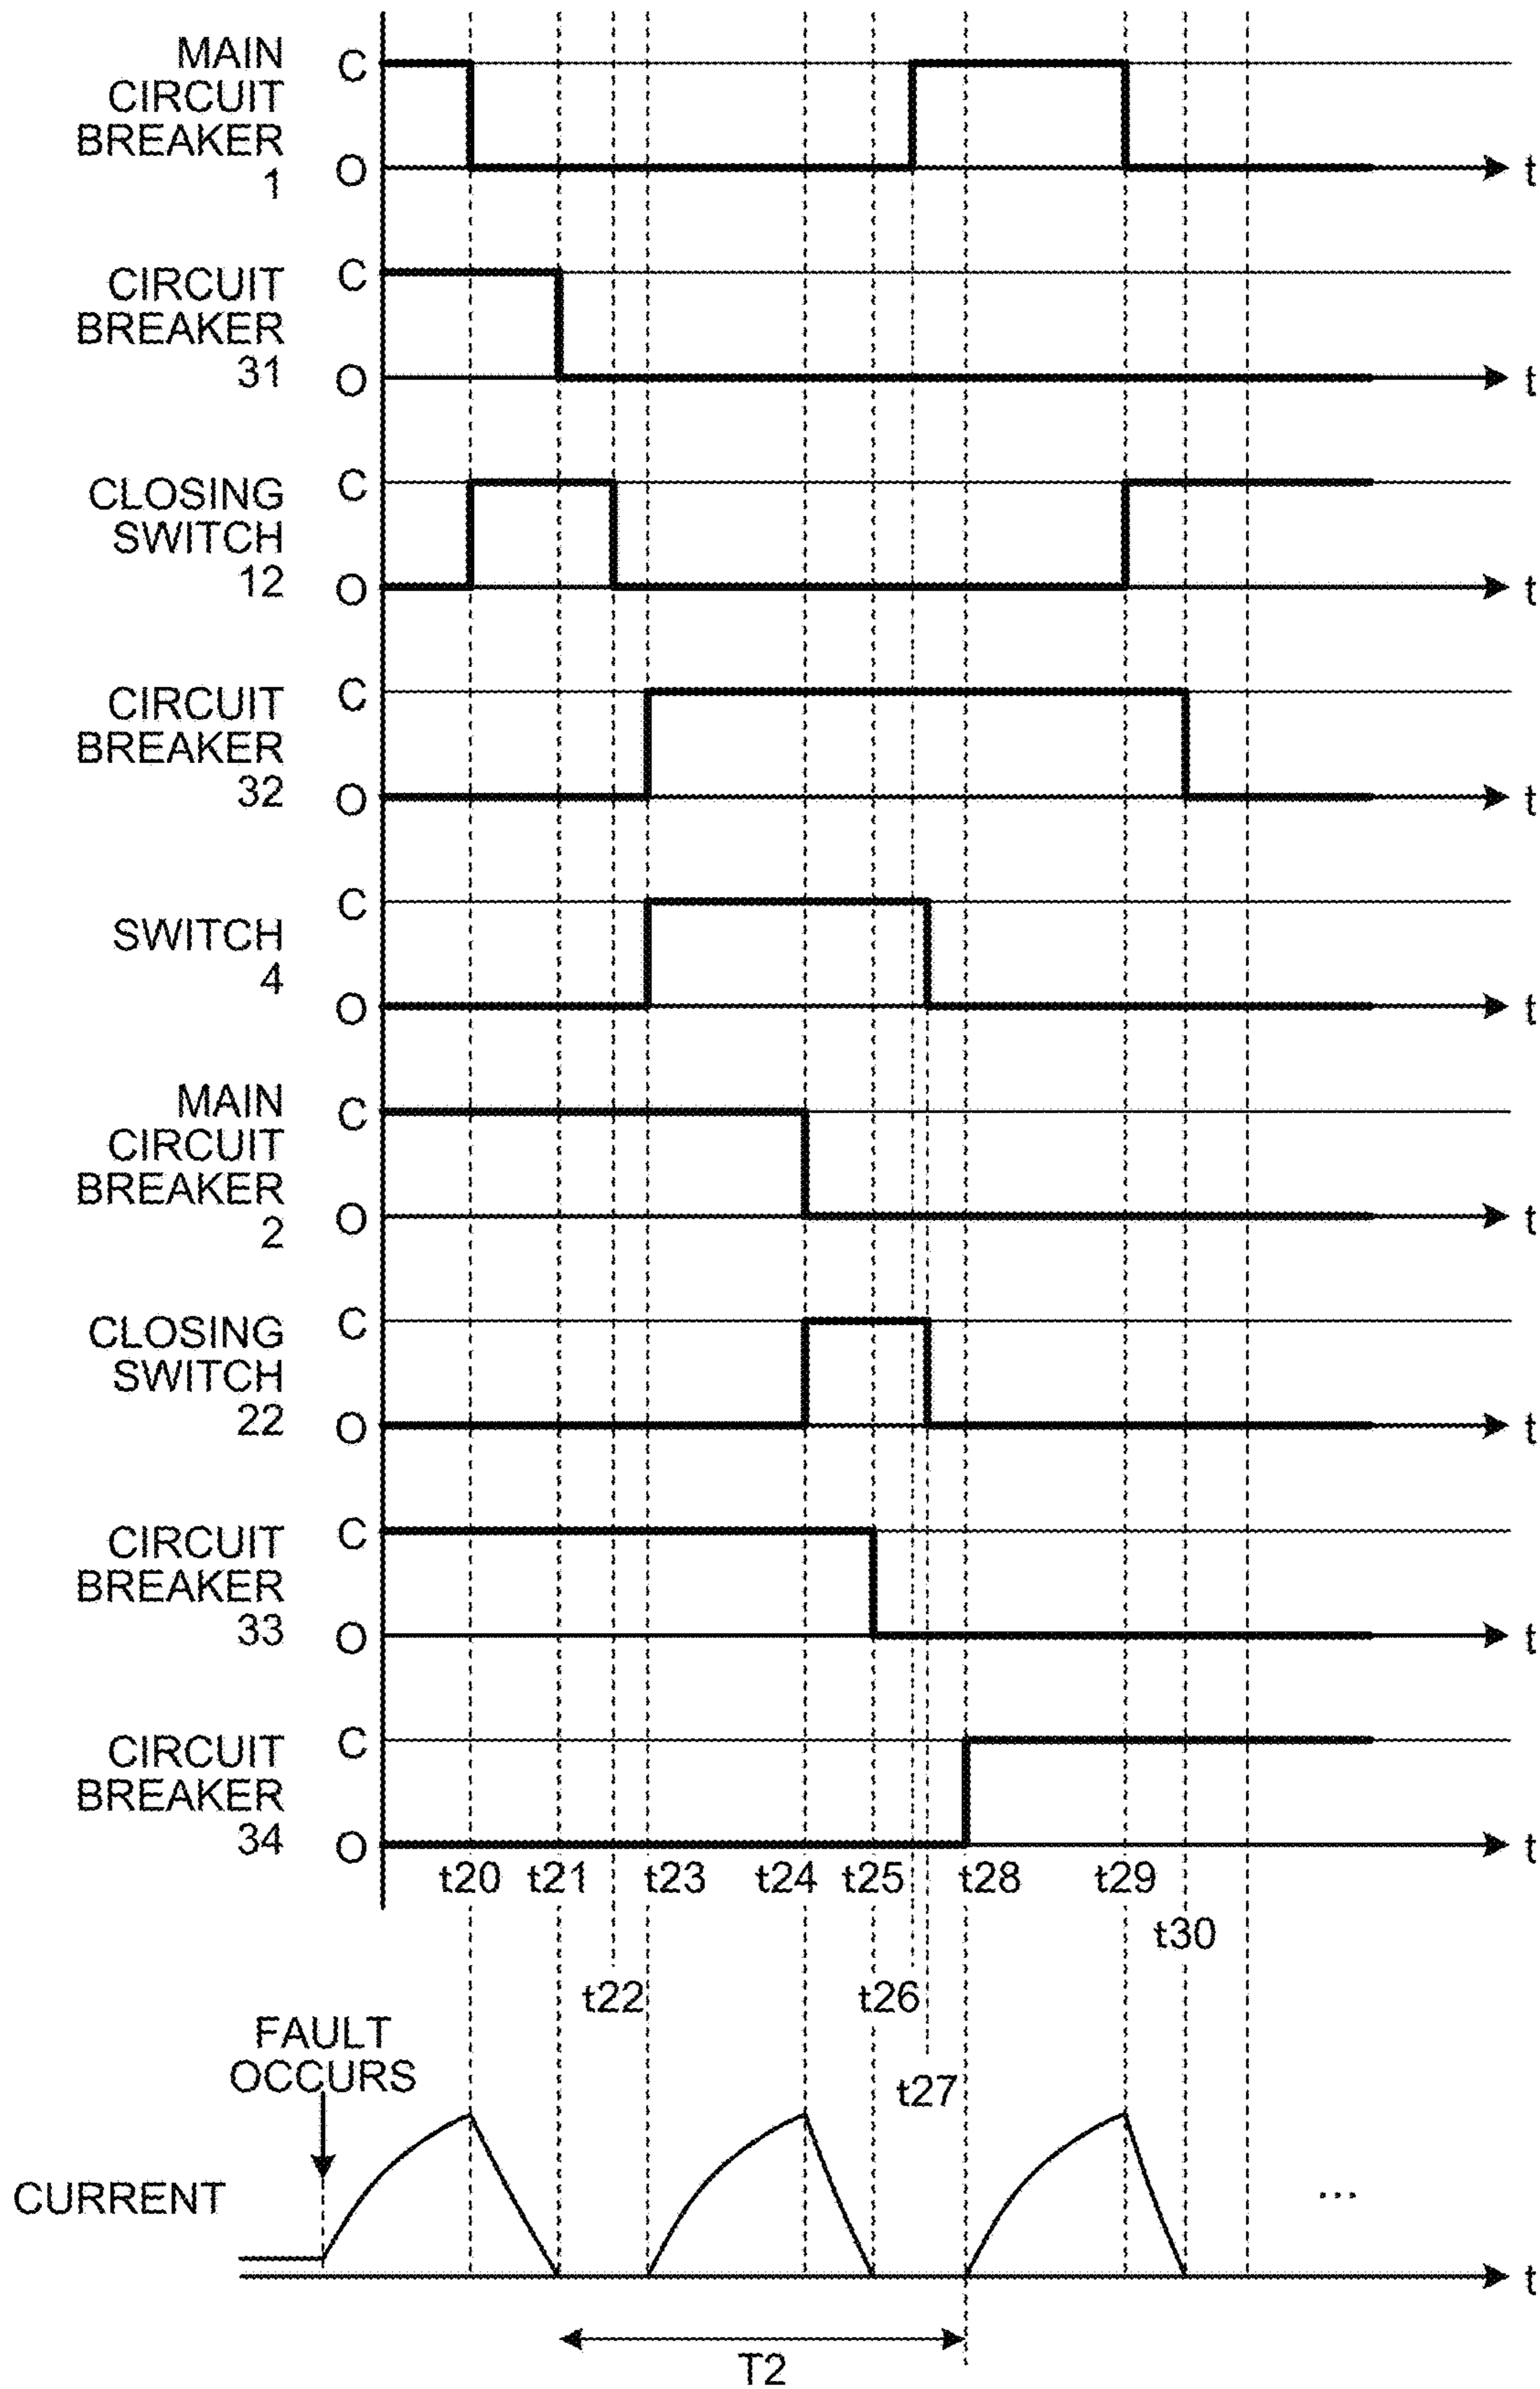 MAIN
CIRCUIT
BREAKER
1
C
O
t
CIRCUIT
BREAKER
31
C
O
t
CLOSING
SWITCH
12
C
O
t
CIRCUIT
BREAKER
32
C
O
t
SWITCH
4
C
O
t
MAIN
CIRCUIT
BREAKER
2
C
O
t
CLOSING
SWITCH
22
C
O
t
CIRCUIT
BREAKER
33
C
O
t
CIRCUIT
BREAKER
34
C
O
t
t20 t21 t23 t24 t25 t28 t29
t30
t22 t26
t27
FAULT
OCCURS
CURRENT
...
t
T2